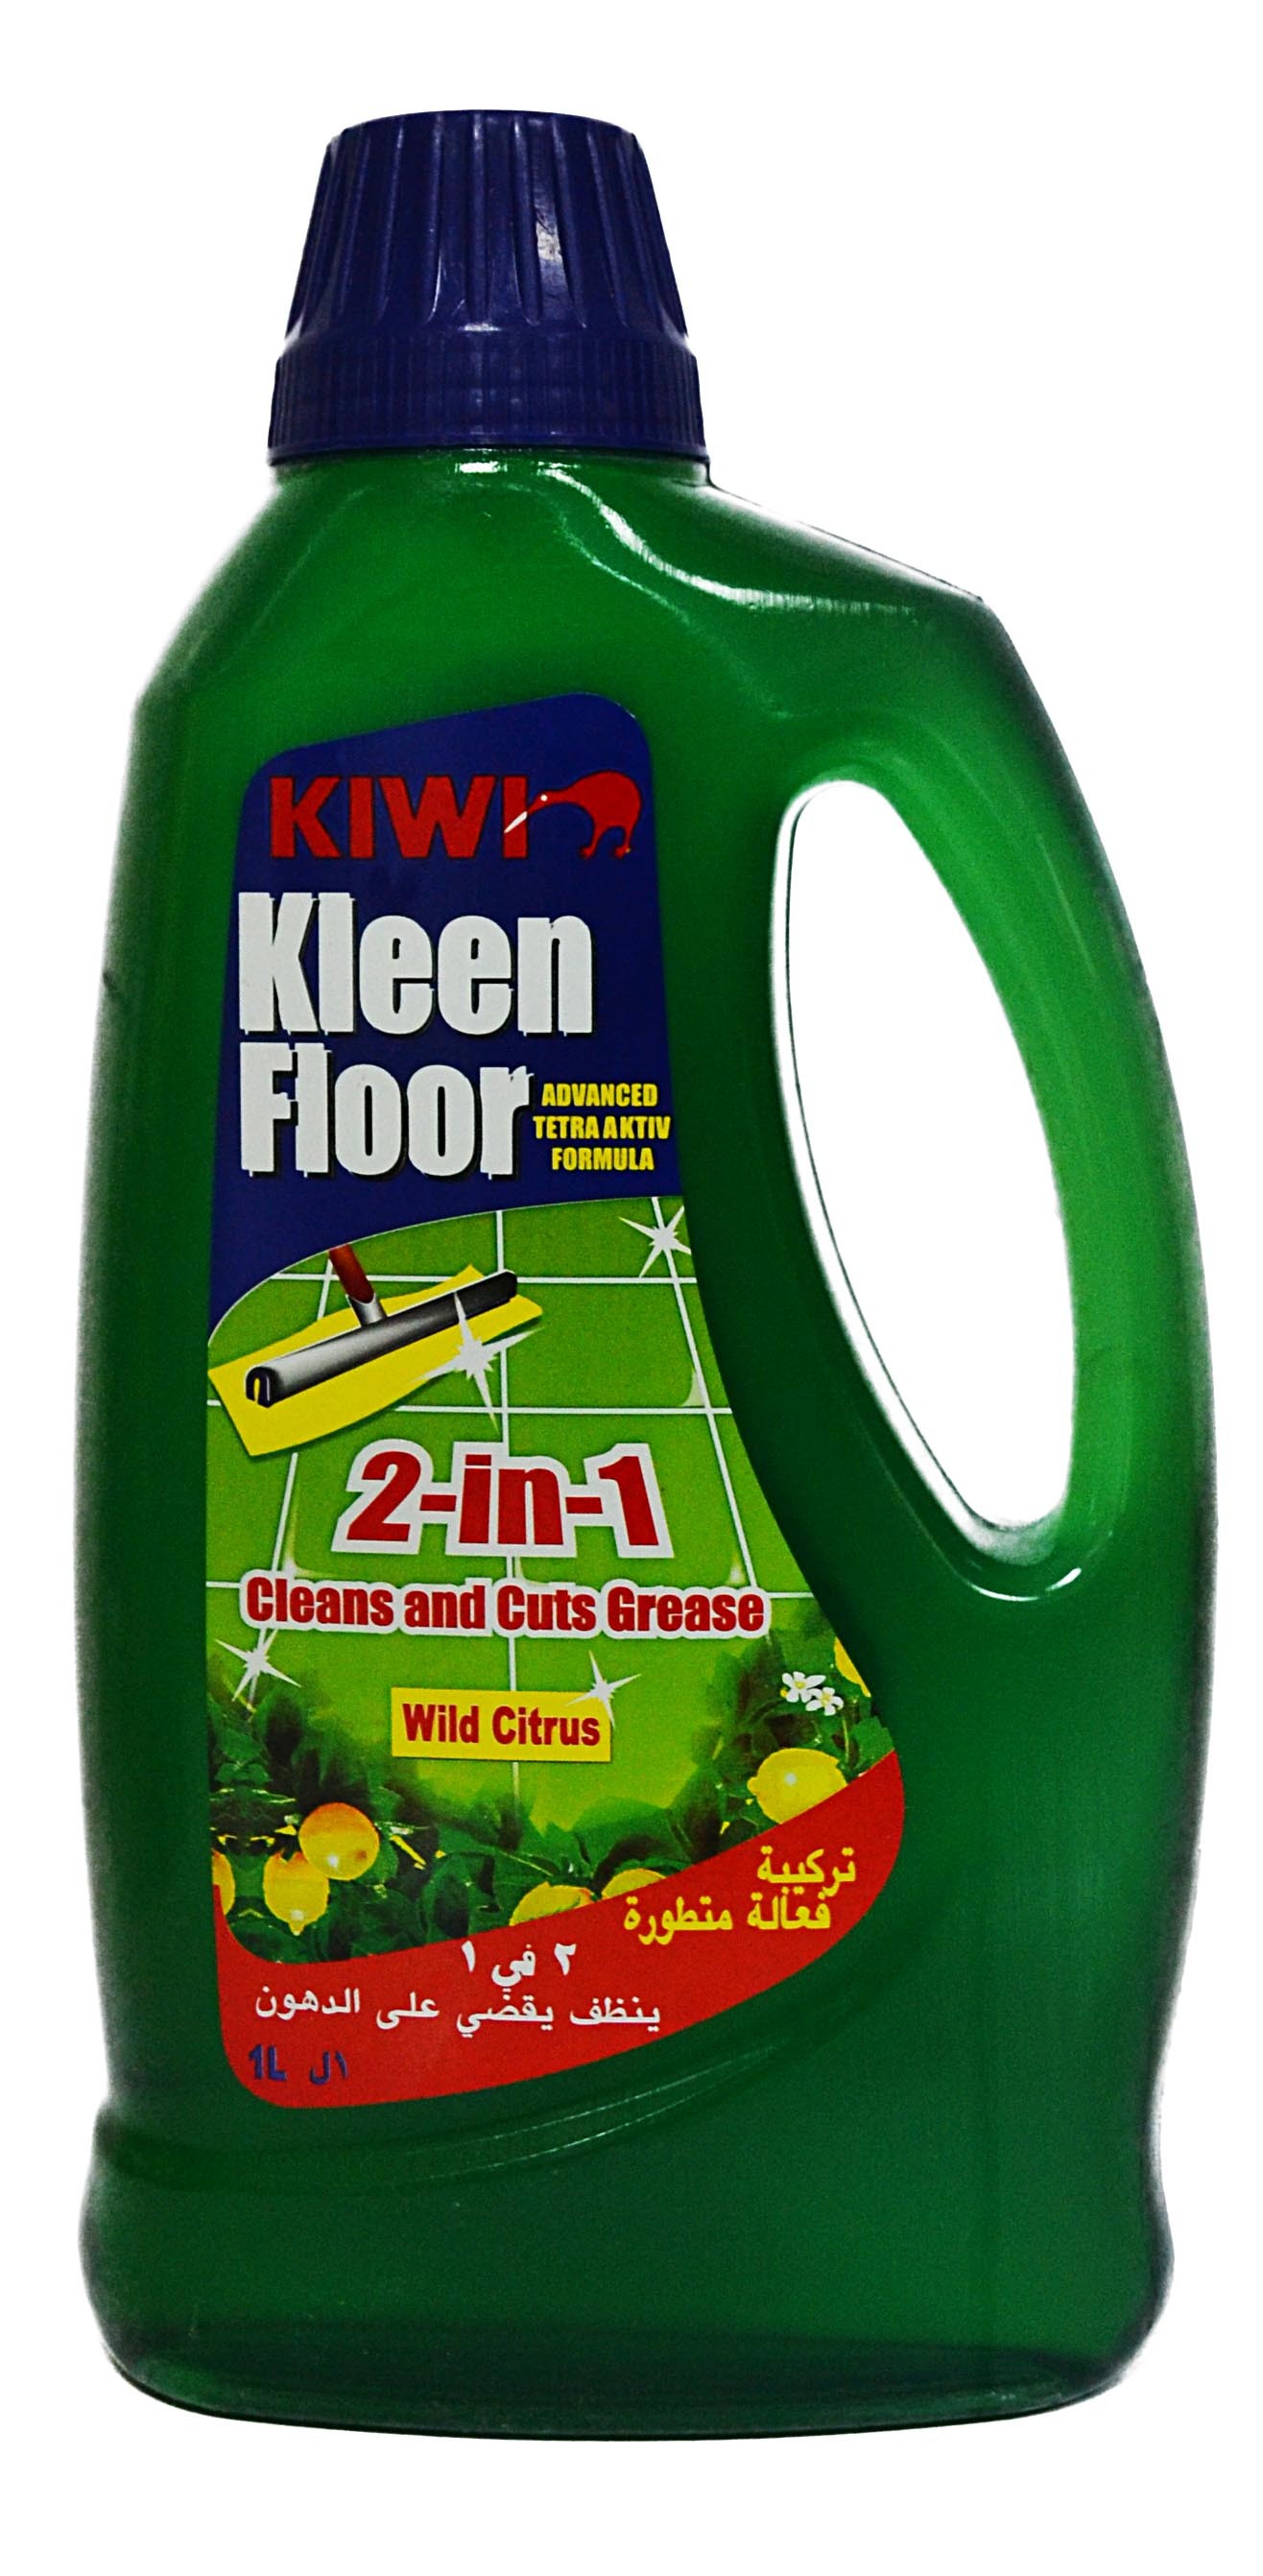 KIWI
Kleen
Floor
ADVANCED
TETRA AKTIV
FORMULA
2-in-1
Cleans and Cuts Grease
Wild Citrus
تركيبة
فعالة متطورة
٢ في ١
ينظف يقضي على الدهون
1L ١ل